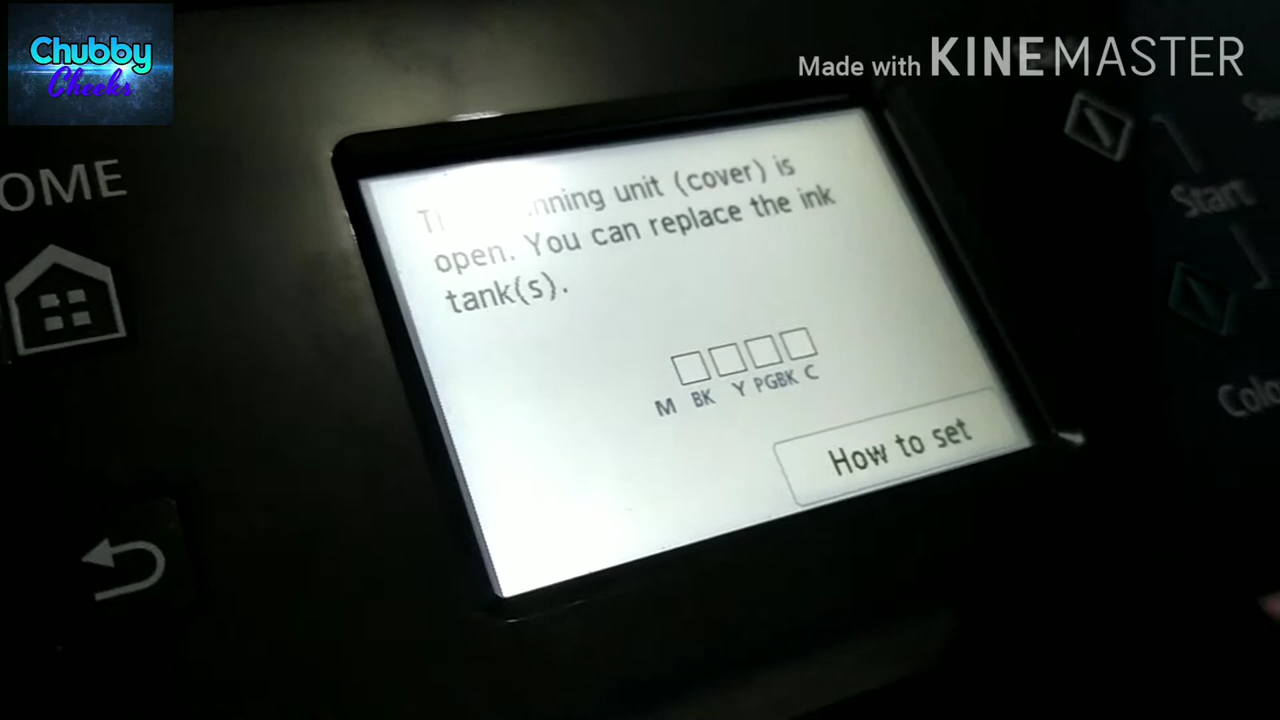 Chubby
Cheeks
Made with KINEMASTER
OME
unit (cover) is
open. You can replace the ink
tank(s).
M BK Y PGBK C
How to set
Start